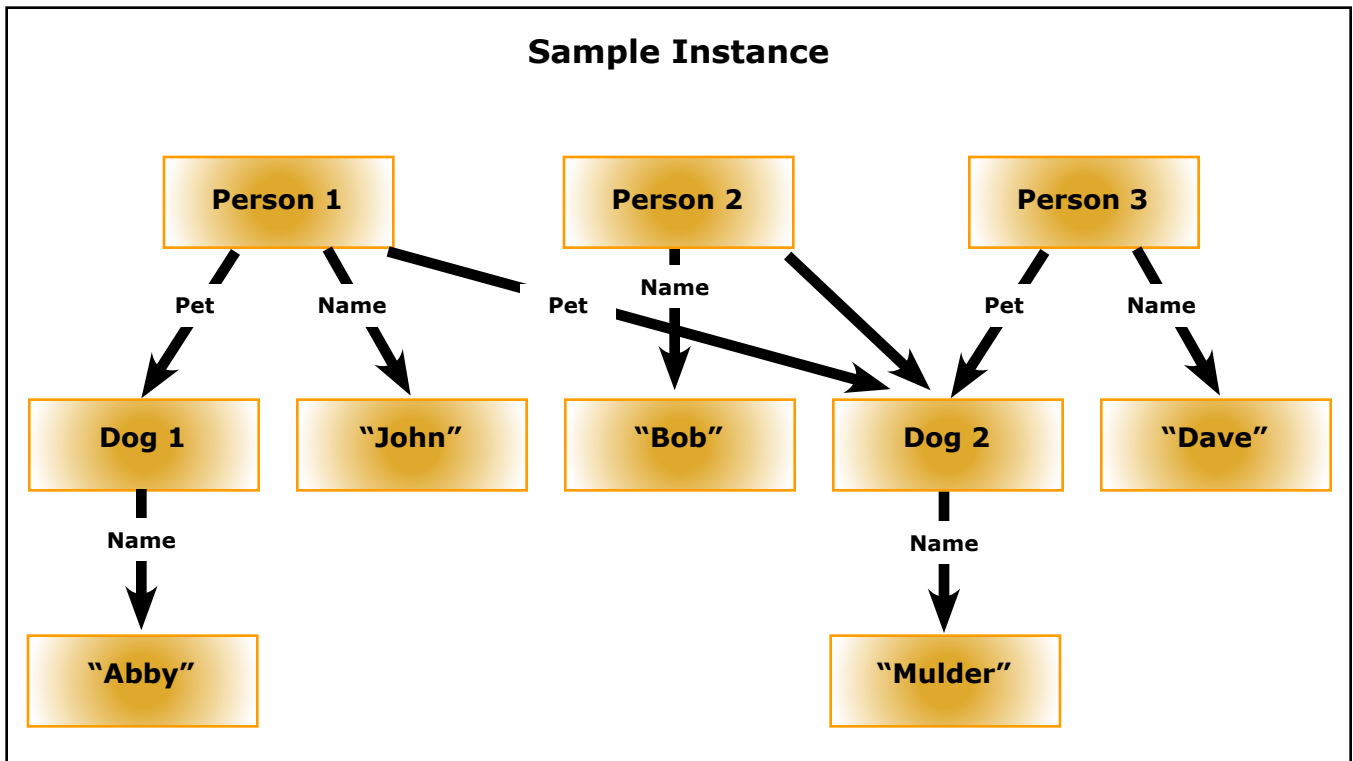 Sample Instance
Person 1
Person 2
Person 3
Pet
Name
Pet
Name
Pet
Name
Dog 1
“John”
“Bob”
Dog 2
“Dave”
Name
Name
“Abby”
“Mulder”